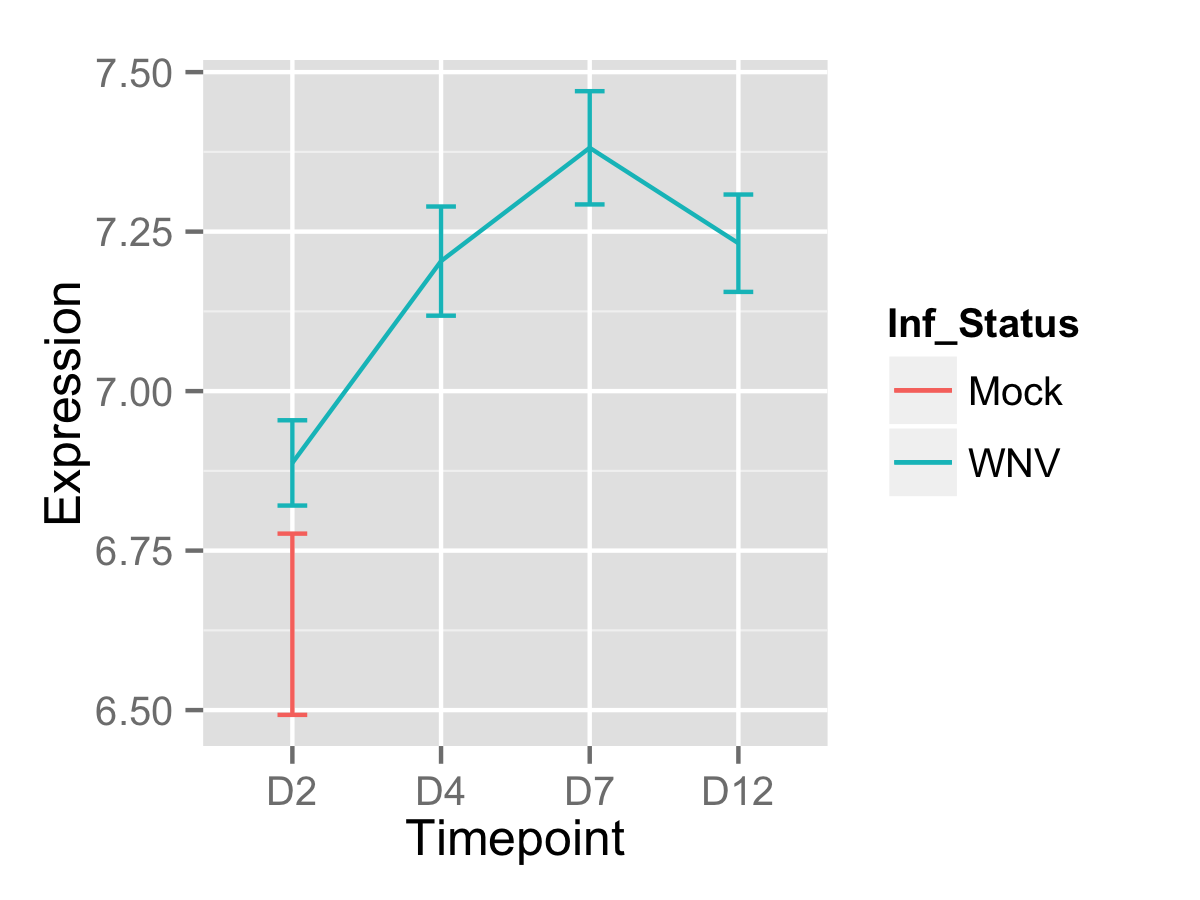 7.50
7.25
7.00
6.75
6.50
Expression
D2 D4 D7 D12
Timepoint
Inf_Status
Mock
WNV